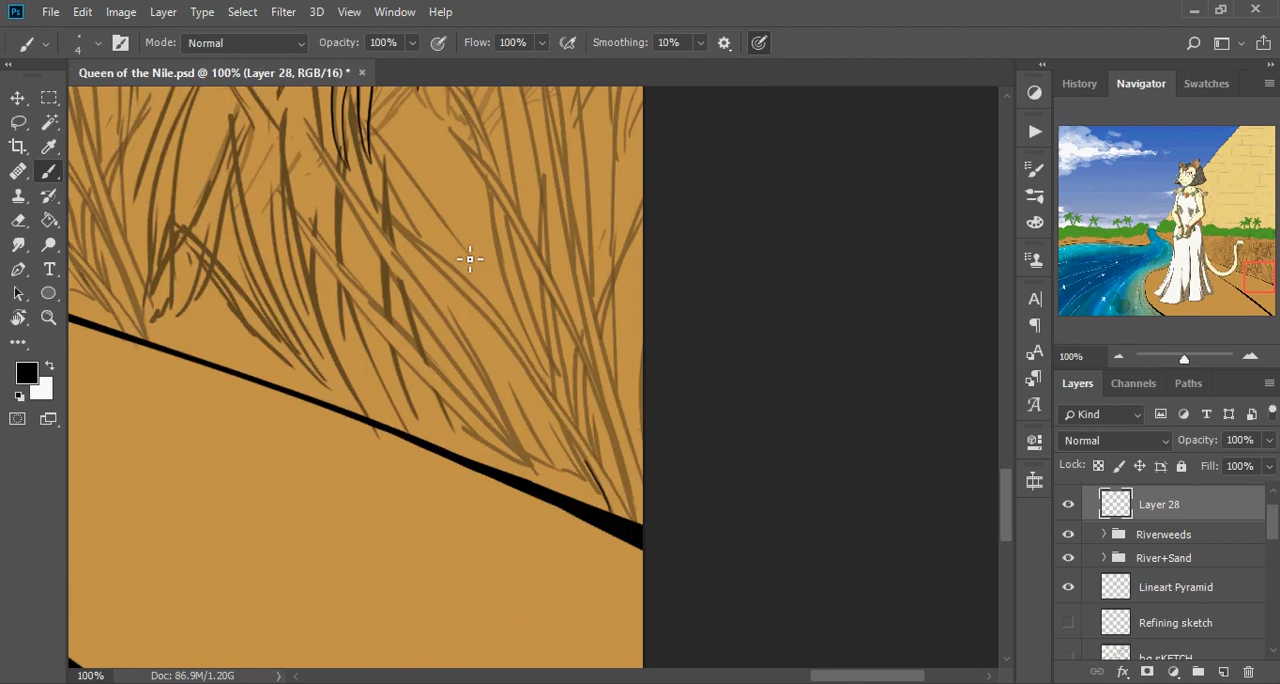 Ps File Edit Image Layer Type Select Filter 3D View Window Help
4 Mode: Normal Opacity: 100% Flow: 100% Smoothing: 10%
Queen of the Nile.psd @ 100% (Layer 28, RGB/16) *
History Navigator Swatches
100%
Layers Channels Paths
Kind
Normal Opacity: 100%
Lock: Fill: 100%
Layer 28
Riverweeds
River+Sand
Lineart Pyramid
Refining sketch
bg sKETCH
100% Doc: 86.9M/1.20G